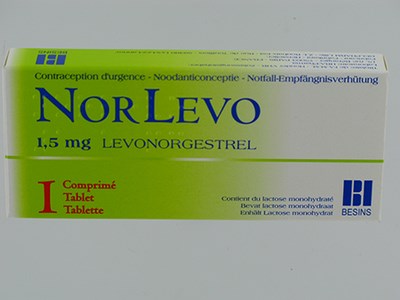 Contraception d'urgence - Noodanticonceptie - Notfall-Empfängnisverhütung
NORLEVO
1,5 mg LEVONORGESTREL
1 Comprimé
Tablet
Tablette
Contient du lactose monohydraté
Bevat lactose monohydraat
Enhält Lactose monohydrat
BESINS